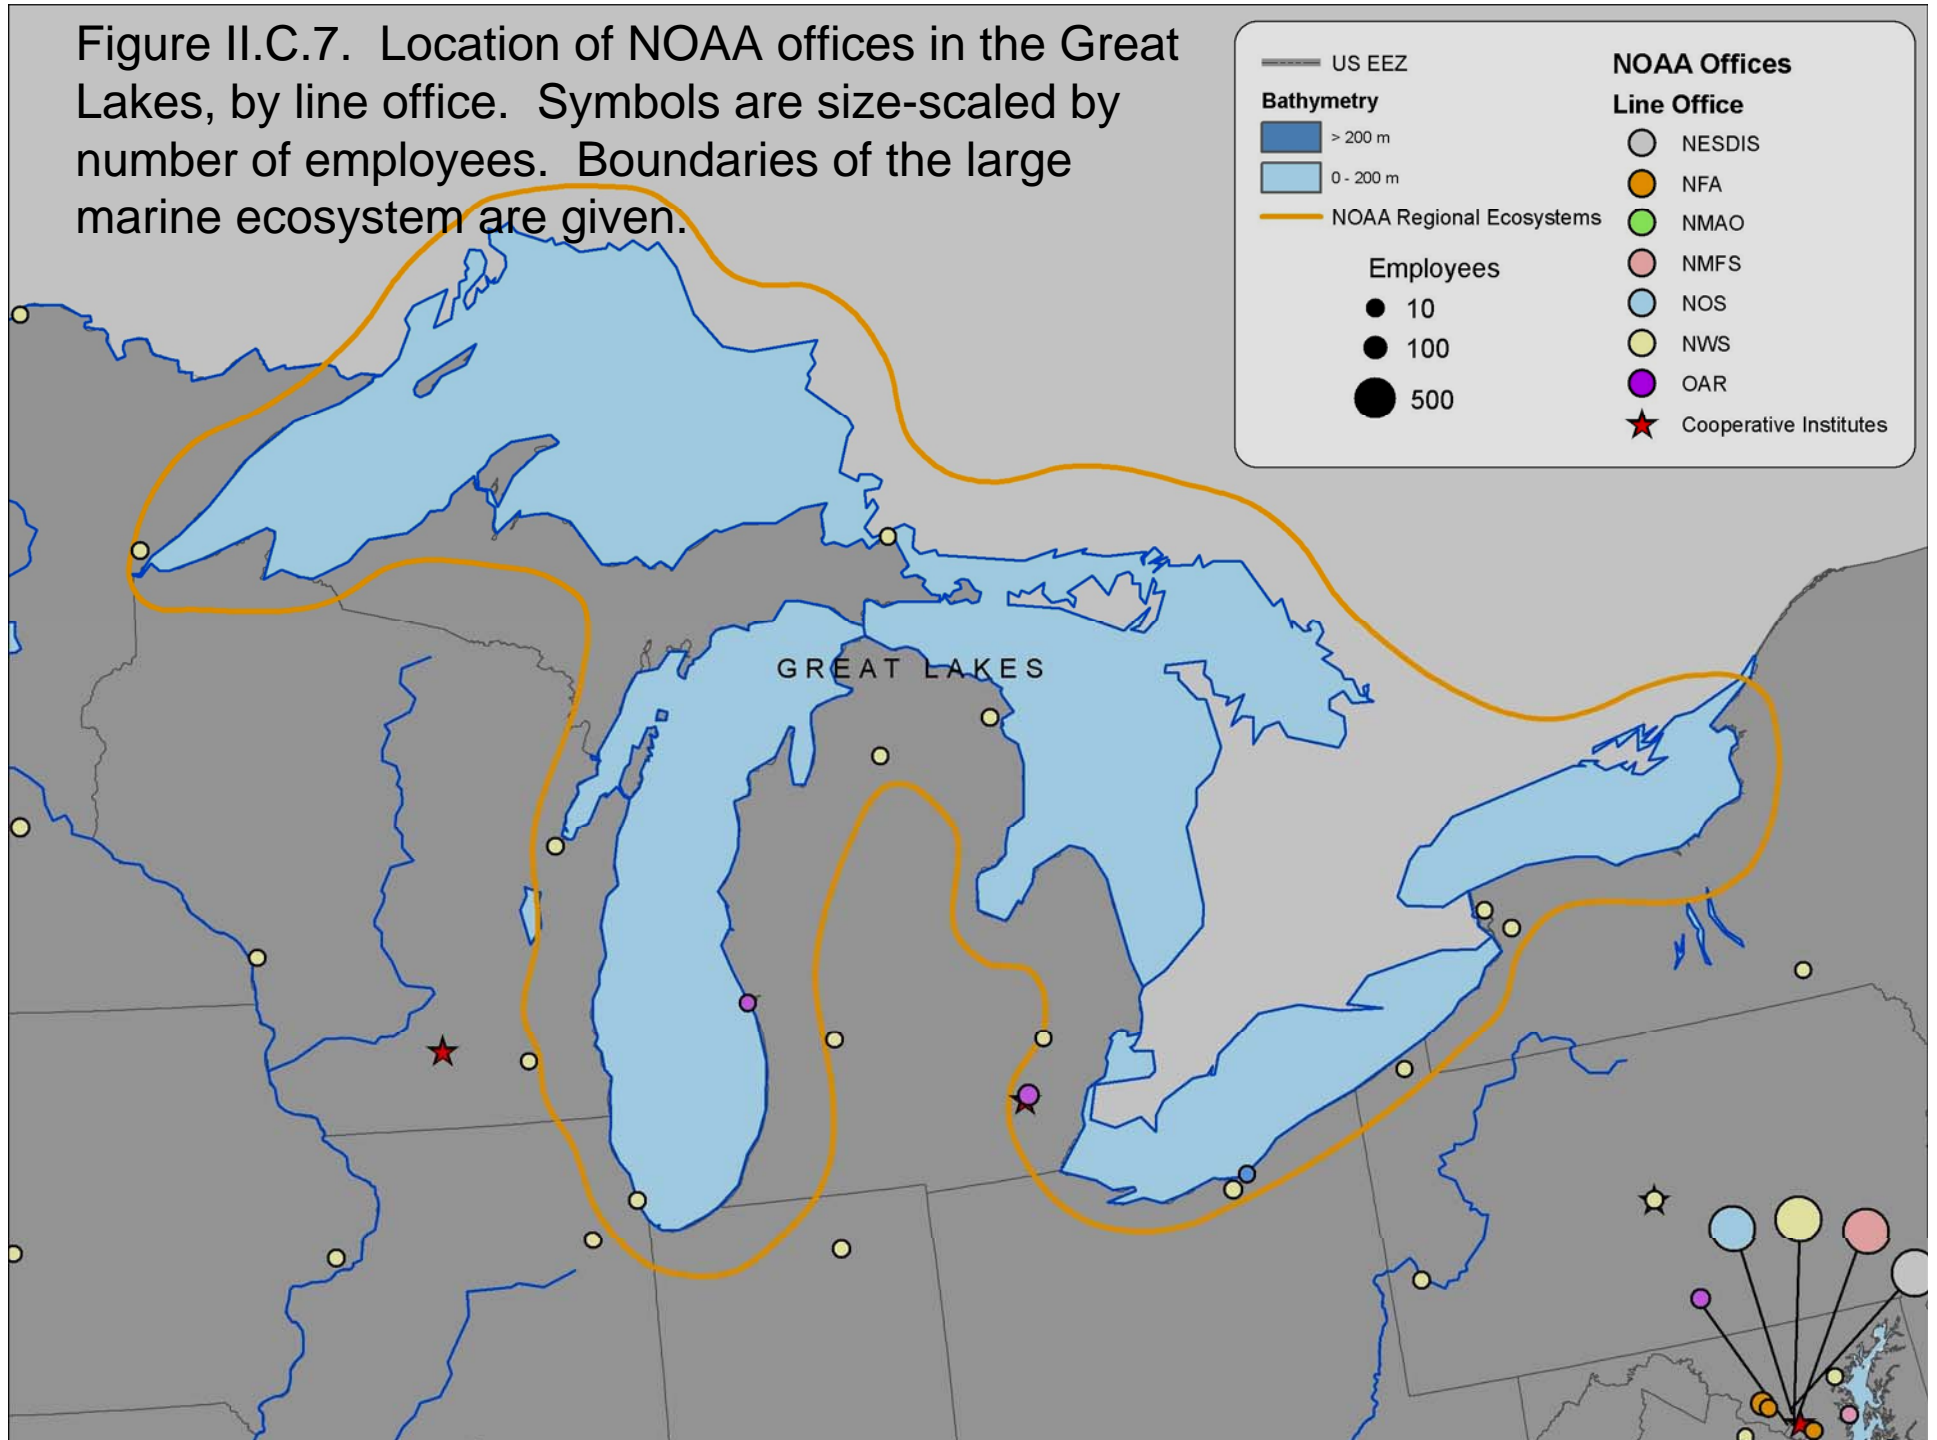 Figure II.C.7.  Location of NOAA offices in the Great
Lakes, by line office.  Symbols are size-scaled by
number of employees.  Boundaries of the large
marine ecosystem are given.
US EEZ
Bathymetry
> 200 m
0 - 200 m
NOAA Regional Ecosystems
Employees
10
100
500
NOAA Offices
Line Office
NESDIS
NFA
NMAO
NMFS
NOS
NWS
OAR
Cooperative Institutes
GREAT LAKES